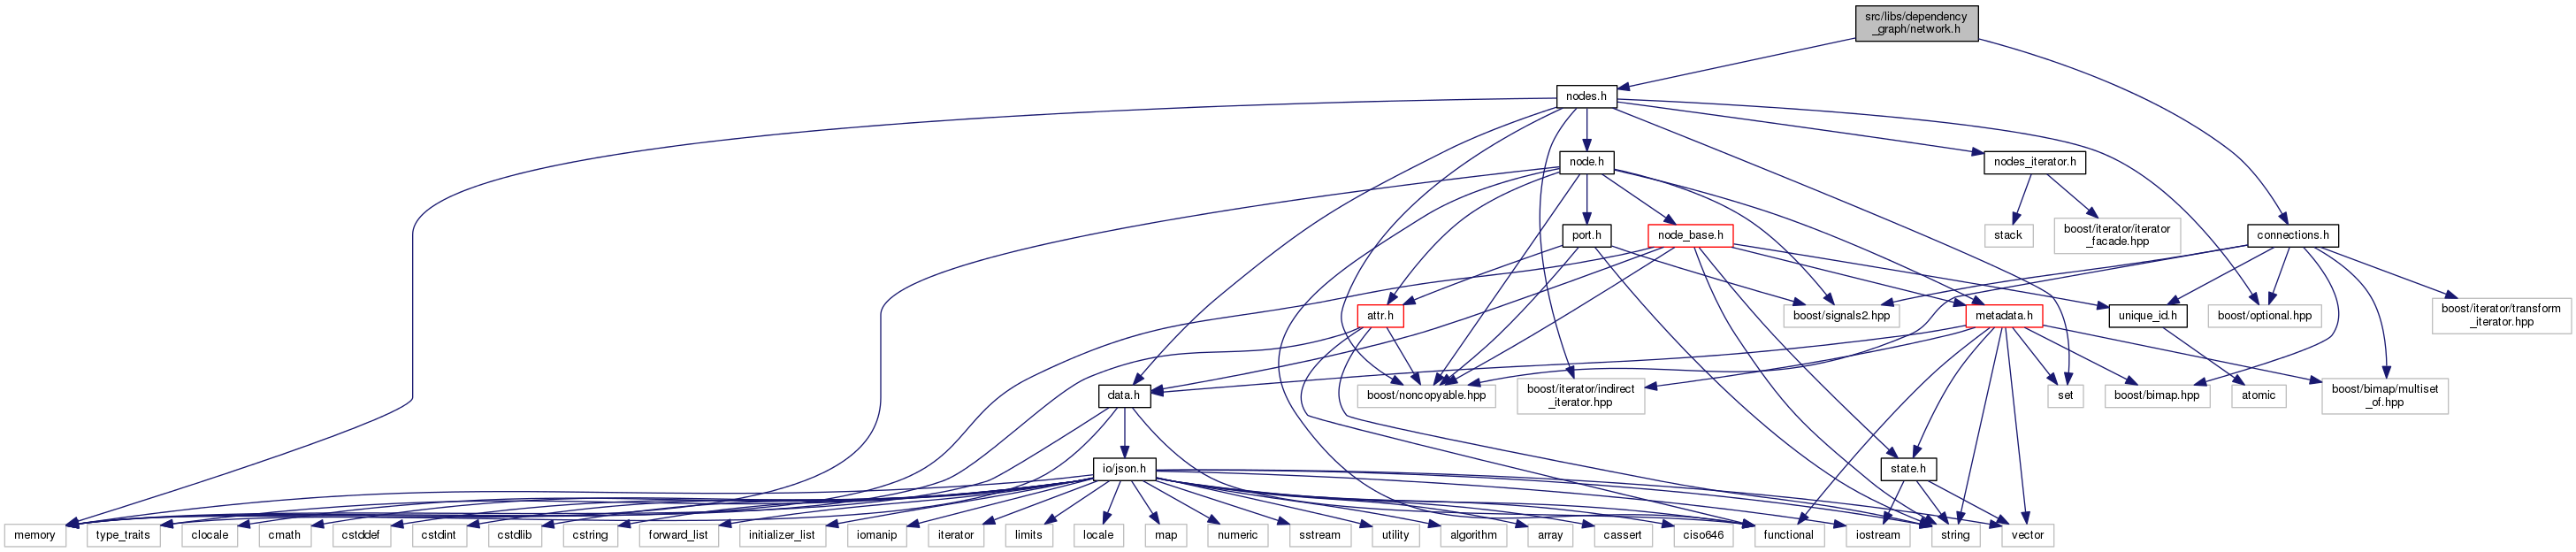 src/libs/dependency
_graph/network.h
nodes.h
node.h
nodes_iterator.h
port.h
node_base.h
stack
boost/iterator/iterator
_facade.hpp
connections.h
attr.h
boost/signals2.hpp
metadata.h
unique_id.h
boost/optional.hpp
boost/iterator/transform
_iterator.hpp
data.h
boost/noncopyable.hpp
boost/iterator/indirect
_iterator.hpp
set
boost/bimap.hpp
atomic
boost/bimap/multiset
_of.hpp
io/json.h
state.h
memory
type_traits
clocale
cmath
cstddef
cstdint
cstdlib
cstring
forward_list
initializer_list
iomanip
iterator
limits
locale
map
numeric
sstream
utility
algorithm
array
cassert
ciso646
functional
iostream
string
vector